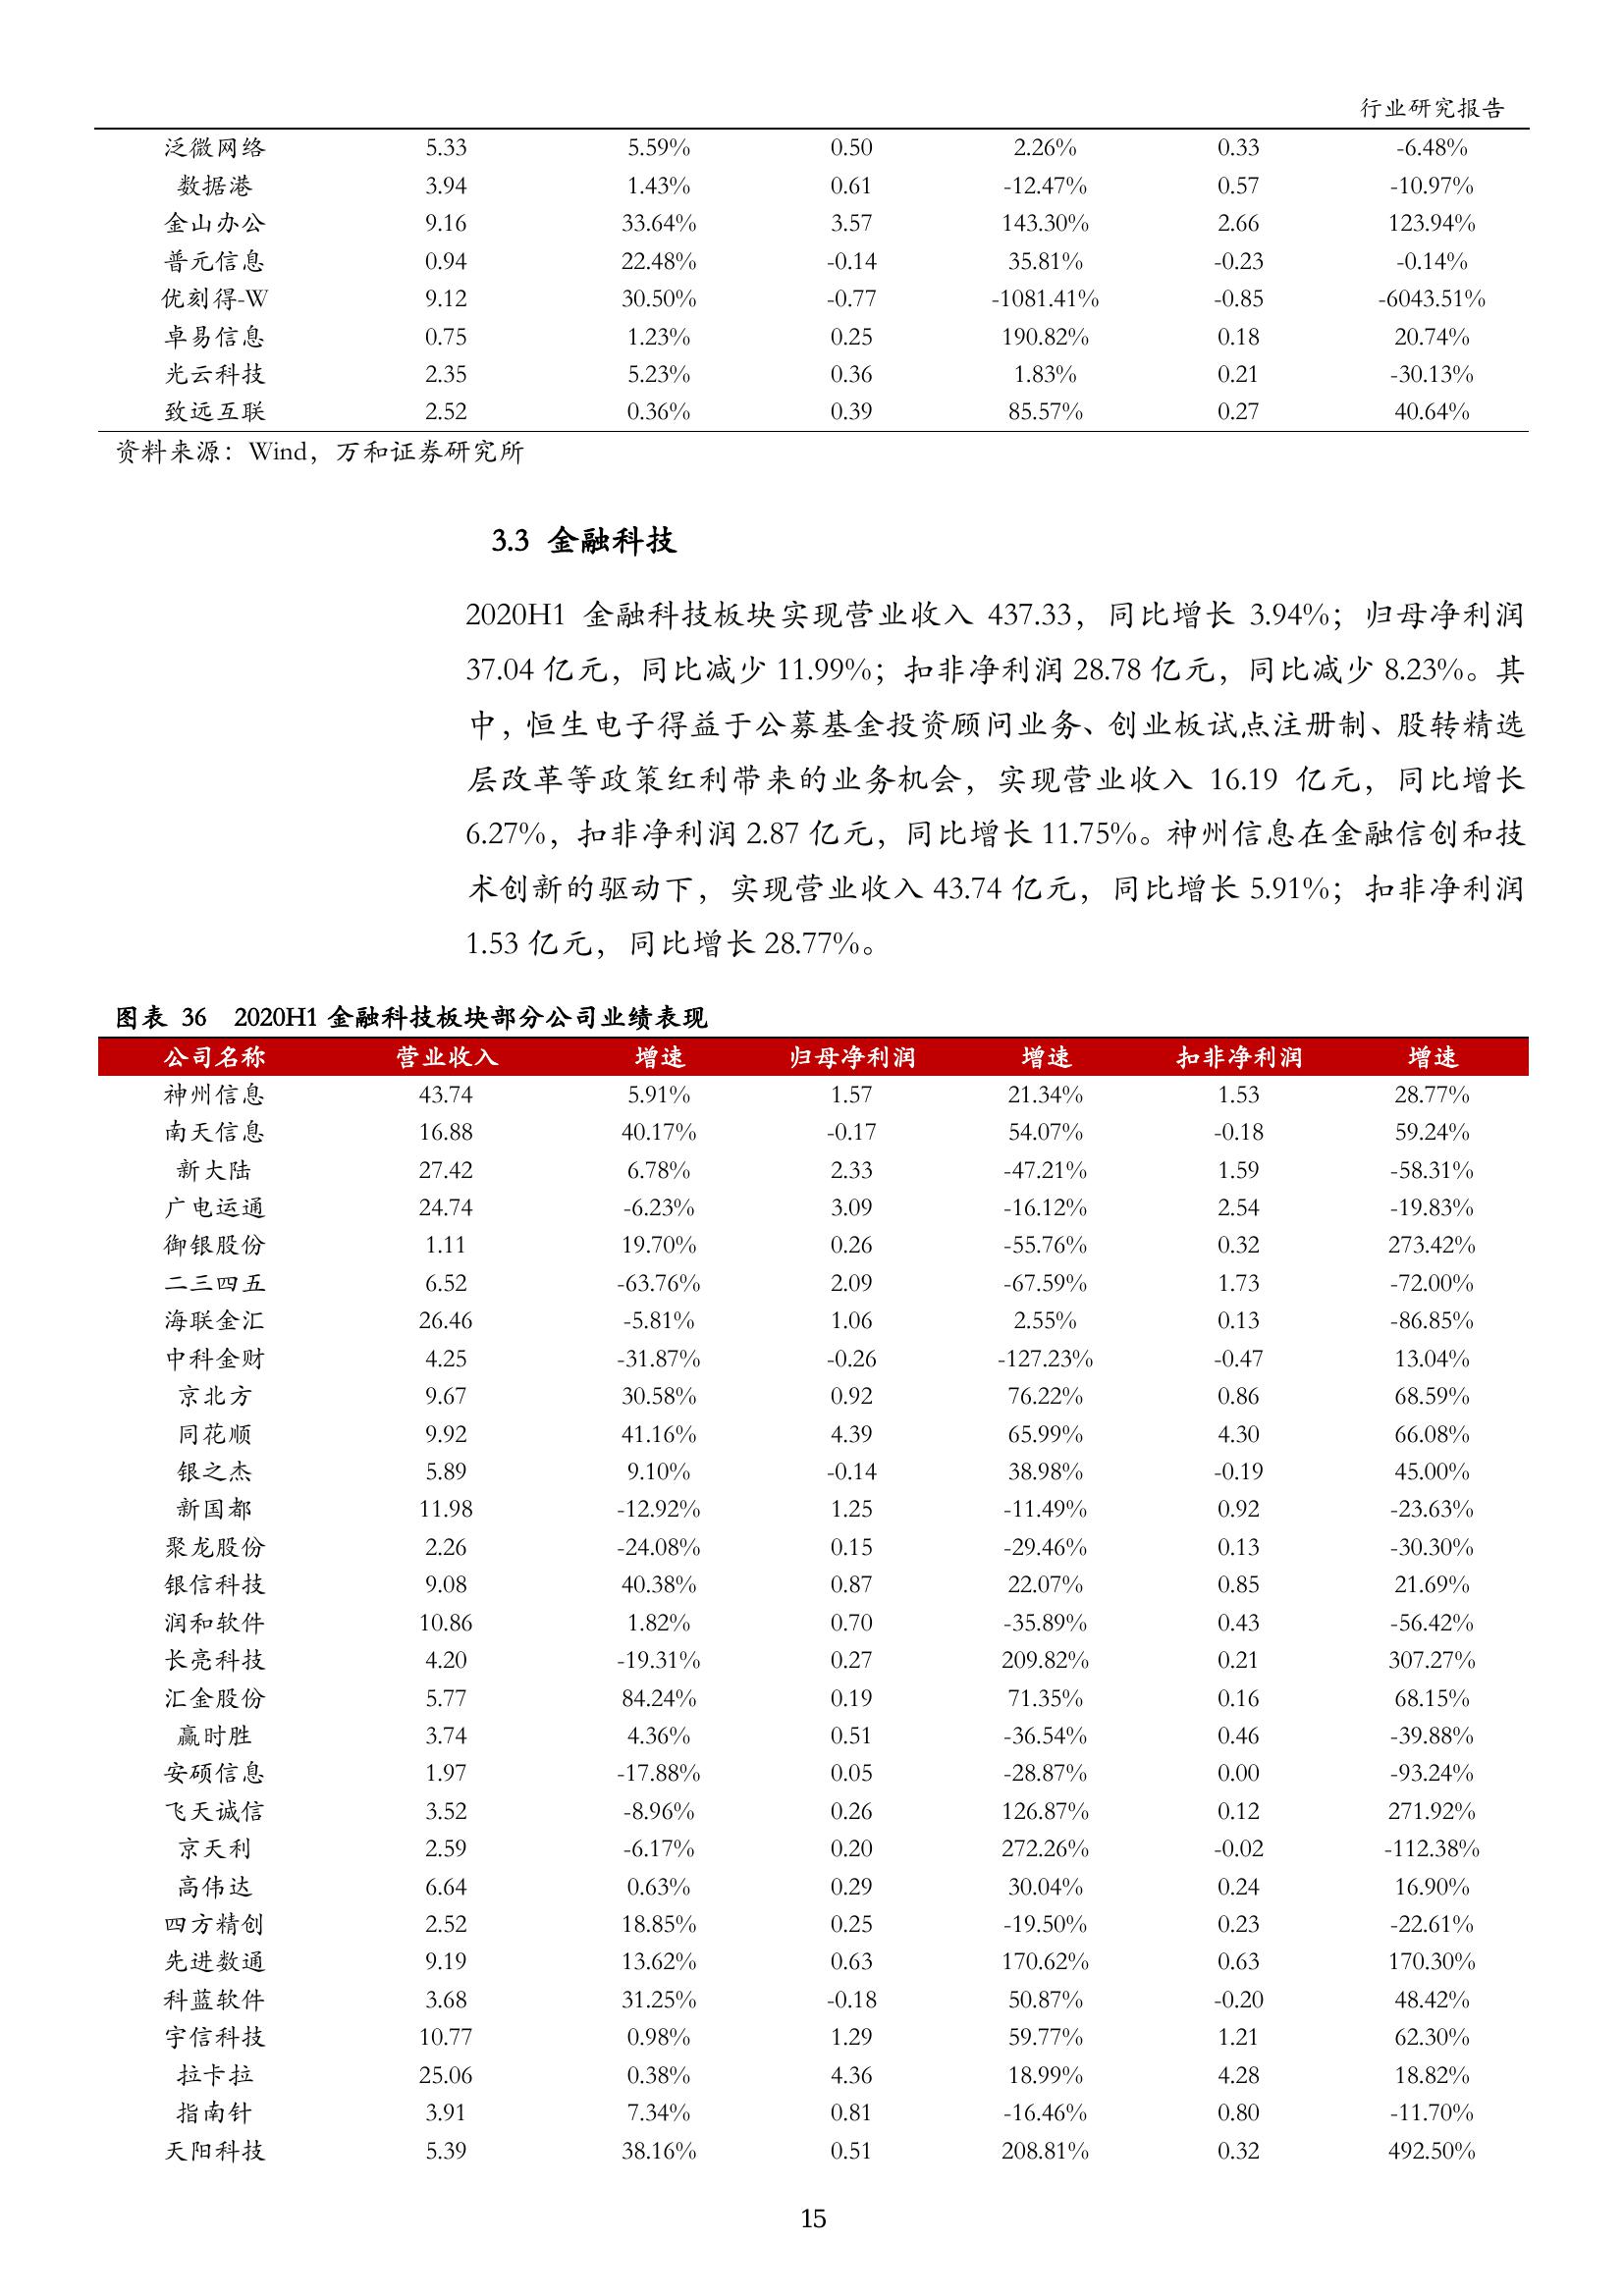 行业研究报告
泛微网络 5.33 5.59% 0.50 2.26% 0.33 -6.48%
数据港 3.94 1.43% 0.61 -12.47% 0.57 -10.97%
金山办公 9.16 33.64% 3.57 143.30% 2.66 123.94%
普元信息 0.94 22.48% -0.14 35.81% -0.23 -0.14%
优刻得-W 9.12 30.50% -0.77 -1081.41% -0.85 -6043.51%
卓易信息 0.75 1.23% 0.25 190.82% 0.18 20.74%
光云科技 2.35 5.23% 0.36 1.83% 0.21 -30.13%
致远互联 2.52 0.36% 0.39 85.57% 0.27 40.64%
资料来源：Wind，万和证券研究所
3.3 金融科技
2020H1 金融科技板块实现营业收入 437.33，同比增长 3.94%；归母净利润
37.04 亿元，同比减少 11.99%；扣非净利润 28.78 亿元，同比减少 8.23%。其
中，恒生电子得益于公募基金投资顾问业务、创业板试点注册制、股转精选
层改革等政策红利带来的业务机会，实现营业收入 16.19 亿元，同比增长
6.27%，扣非净利润 2.87 亿元，同比增长 11.75%。神州信息在金融信创和技
术创新的驱动下，实现营业收入 43.74 亿元，同比增长 5.91%；扣非净利润
1.53 亿元，同比增长 28.77%。
图表 36 2020H1 金融科技板块部分公司业绩表现
公司名称 营业收入 增速 归母净利润 增速 扣非净利润 增速
神州信息 43.74 5.91% 1.57 21.34% 1.53 28.77%
南天信息 16.88 40.17% -0.17 54.07% -0.18 59.24%
新大陆 27.42 6.78% 2.33 -47.21% 1.59 -58.31%
广电运通 24.74 -6.23% 3.09 -16.12% 2.54 -19.83%
御银股份 1.11 19.70% 0.26 -55.76% 0.32 273.42%
二三四五 6.52 -63.76% 2.09 -67.59% 1.73 -72.00%
海联金汇 26.46 -5.81% 1.06 2.55% 0.13 -86.85%
中科金财 4.25 -31.87% -0.26 -127.23% -0.47 13.04%
京北方 9.67 30.58% 0.92 76.22% 0.86 68.59%
同花顺 9.92 41.16% 4.39 65.99% 4.30 66.08%
银之杰 5.89 9.10% -0.14 38.98% -0.19 45.00%
新国都 11.98 -12.92% 1.25 -11.49% 0.92 -23.63%
聚龙股份 2.26 -24.08% 0.15 -29.46% 0.13 -30.30%
银信科技 9.08 40.38% 0.87 22.07% 0.85 21.69%
润和软件 10.86 1.82% 0.70 -35.89% 0.43 -56.42%
长亮科技 4.20 -19.31% 0.27 209.82% 0.21 307.27%
汇金股份 5.77 84.24% 0.19 71.35% 0.16 68.15%
赢时胜 3.74 4.36% 0.51 -36.54% 0.46 -39.88%
安硕信息 1.97 -17.88% 0.05 -28.87% 0.00 -93.24%
飞天诚信 3.52 -8.96% 0.26 126.87% 0.12 271.92%
京天利 2.59 -6.17% 0.20 272.26% -0.02 -112.38%
高伟达 6.64 0.63% 0.29 30.04% 0.24 16.90%
四方精创 2.52 18.85% 0.25 -19.50% 0.23 -22.61%
先进数通 9.19 13.62% 0.63 170.62% 0.63 170.30%
科蓝软件 3.68 31.25% -0.18 50.87% -0.20 48.42%
宇信科技 10.77 0.98% 1.29 59.77% 1.21 62.30%
拉卡拉 25.06 0.38% 4.36 18.99% 4.28 18.82%
指南针 3.91 7.34% 0.81 -16.46% 0.80 -11.70%
天阳科技 5.39 38.16% 0.51 208.81% 0.32 492.50%
15